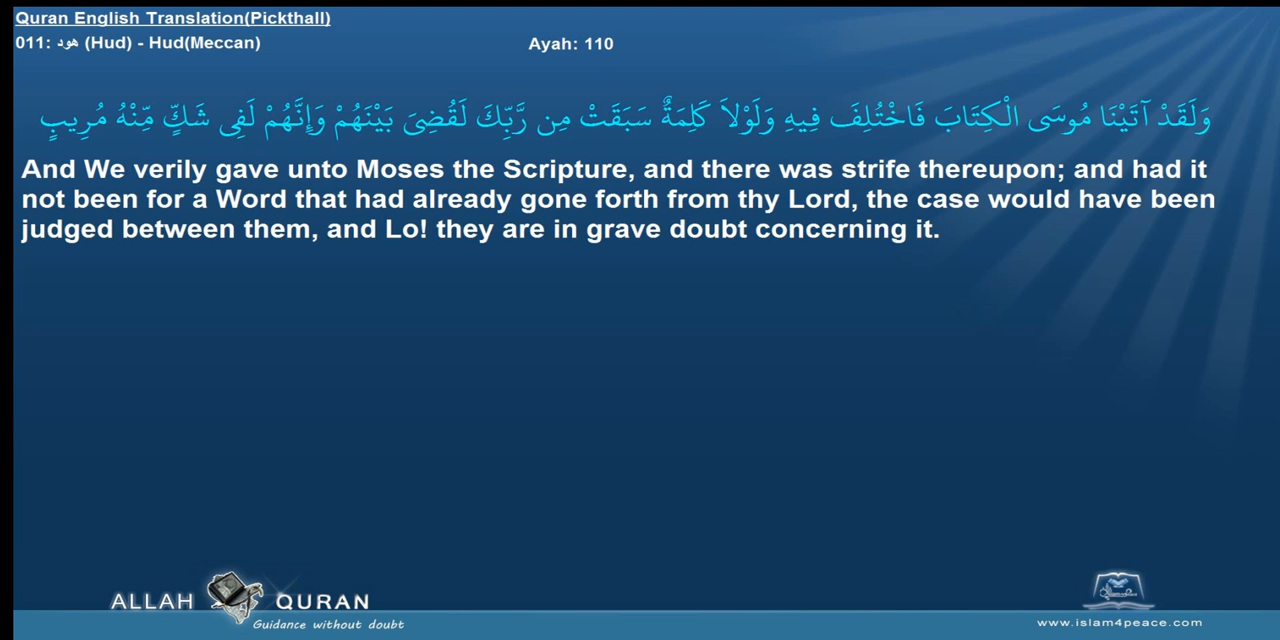 Quran English Translation(Pickthall)
011: هود (Hud) - Hud(Meccan)
Ayah: 110
وَلَقَدْ آتَيْنَا مُوسَى الْكِتَابَ فَاخْتُلِفَ فِيهِ وَلَوْلاَ كَلِمَةٌ سَبَقَتْ مِن رَّبِّكَ لَقُضِىَ بَيْنَهُمْ وَإِنَّهُمْ لَفِى شَكٍّ مِّنْهُ مُرِيبٍ
And We verily gave unto Moses the Scripture, and there was strife thereupon; and had it
not been for a Word that had already gone forth from thy Lord, the case would have been
judged between them, and Lo! they are in grave doubt concerning it.
ALLAH QURAN
Guidance without doubt
www.islam4peace.com